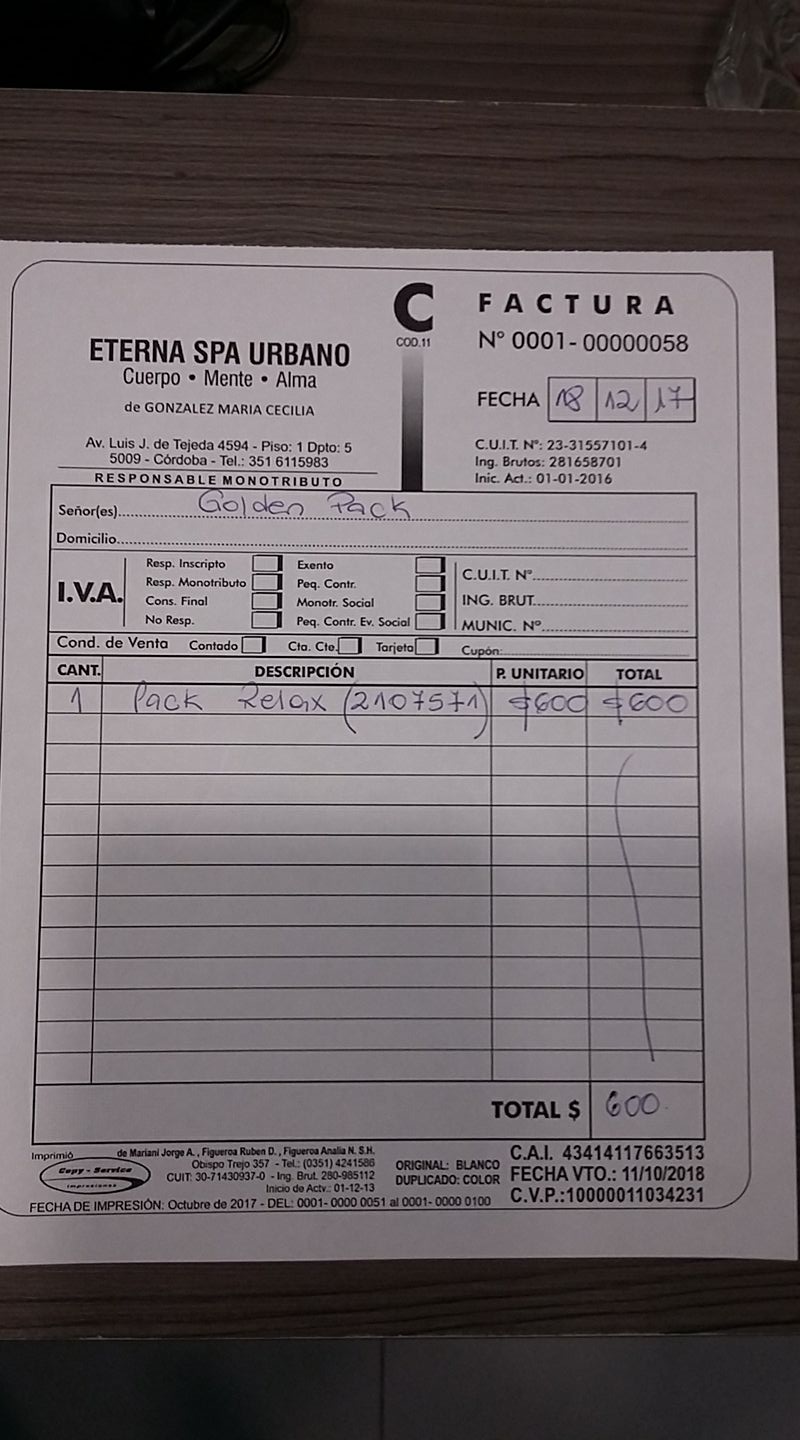 C
COD.11
FACTURA
N° 0001-00000058
ETERNA SPA URBANO
Cuerpo • Mente • Alma
de GONZALEZ MARIA CECILIA
FECHA 18 12 17
Av. Luis J. de Tejeda 4594 - Piso: 1 Dpto: 5
5009 - Córdoba - Tel.: 351 6115983
RESPONSABLE MONOTRIBUTO
C.U.I.T. N°: 23-31557101-4
Ing. Brutos: 281658701
Inic. Act.: 01-01-2016
Señor(es) Golden Pack
Domicilio
I.V.A.
Resp. Inscripto
Resp. Monotributo
Cons. Final
No Resp.
Exento
Peq. Contr.
Monotr. Social
Peq. Contr. Ev. Social
C.U.I.T. N°
ING. BRUT.
MUNIC. N°
Cond. de Venta Contado Cta. Cte. Tarjeta Cupón:
CANT. DESCRIPCIÓN P. UNITARIO TOTAL
1 Pack Relax (2107571) $600 $600
TOTAL $ 600
Imprimió
Copy - Service
impresiones
de Mariani Jorge A. , Figueroa Ruben D. , Figueroa Analia N. S.H.
Obispo Trejo 357 - Tel.: (0351) 4241586
CUIT: 30-71430937-0 - Ing. Brut. 280-985112
Inicio de Actv.: 01-12-13
ORIGINAL: BLANCO
DUPLICADO: COLOR
C.A.I. 43414117663513
FECHA VTO.: 11/10/2018
C.V.P.:10000011034231
FECHA DE IMPRESIÓN: Octubre de 2017 - DEL: 0001- 0000 0051 al 0001- 0000 0100